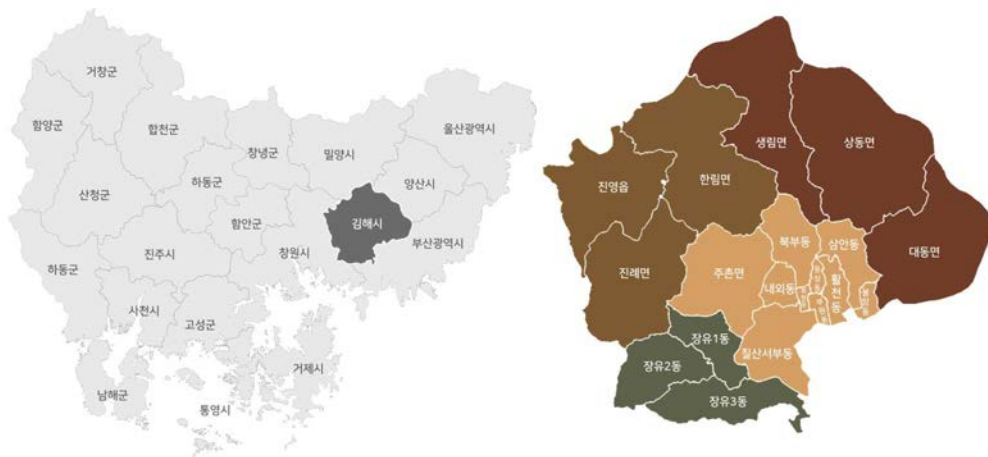 거창군
함양군
합천군
울산광역시
창녕군
밀양시
산청군
하동군
양산시
함안군
김해시
부산광역시
진주시
창원시
하동군
사천시
고성군
거제시
남해군
통영시
생림면
상동면
한림면
진영읍
북부동
삼안동
대동면
진례면
주촌면
내외동
활천동
장유1동
칠산서부동
장유2동
장유3동